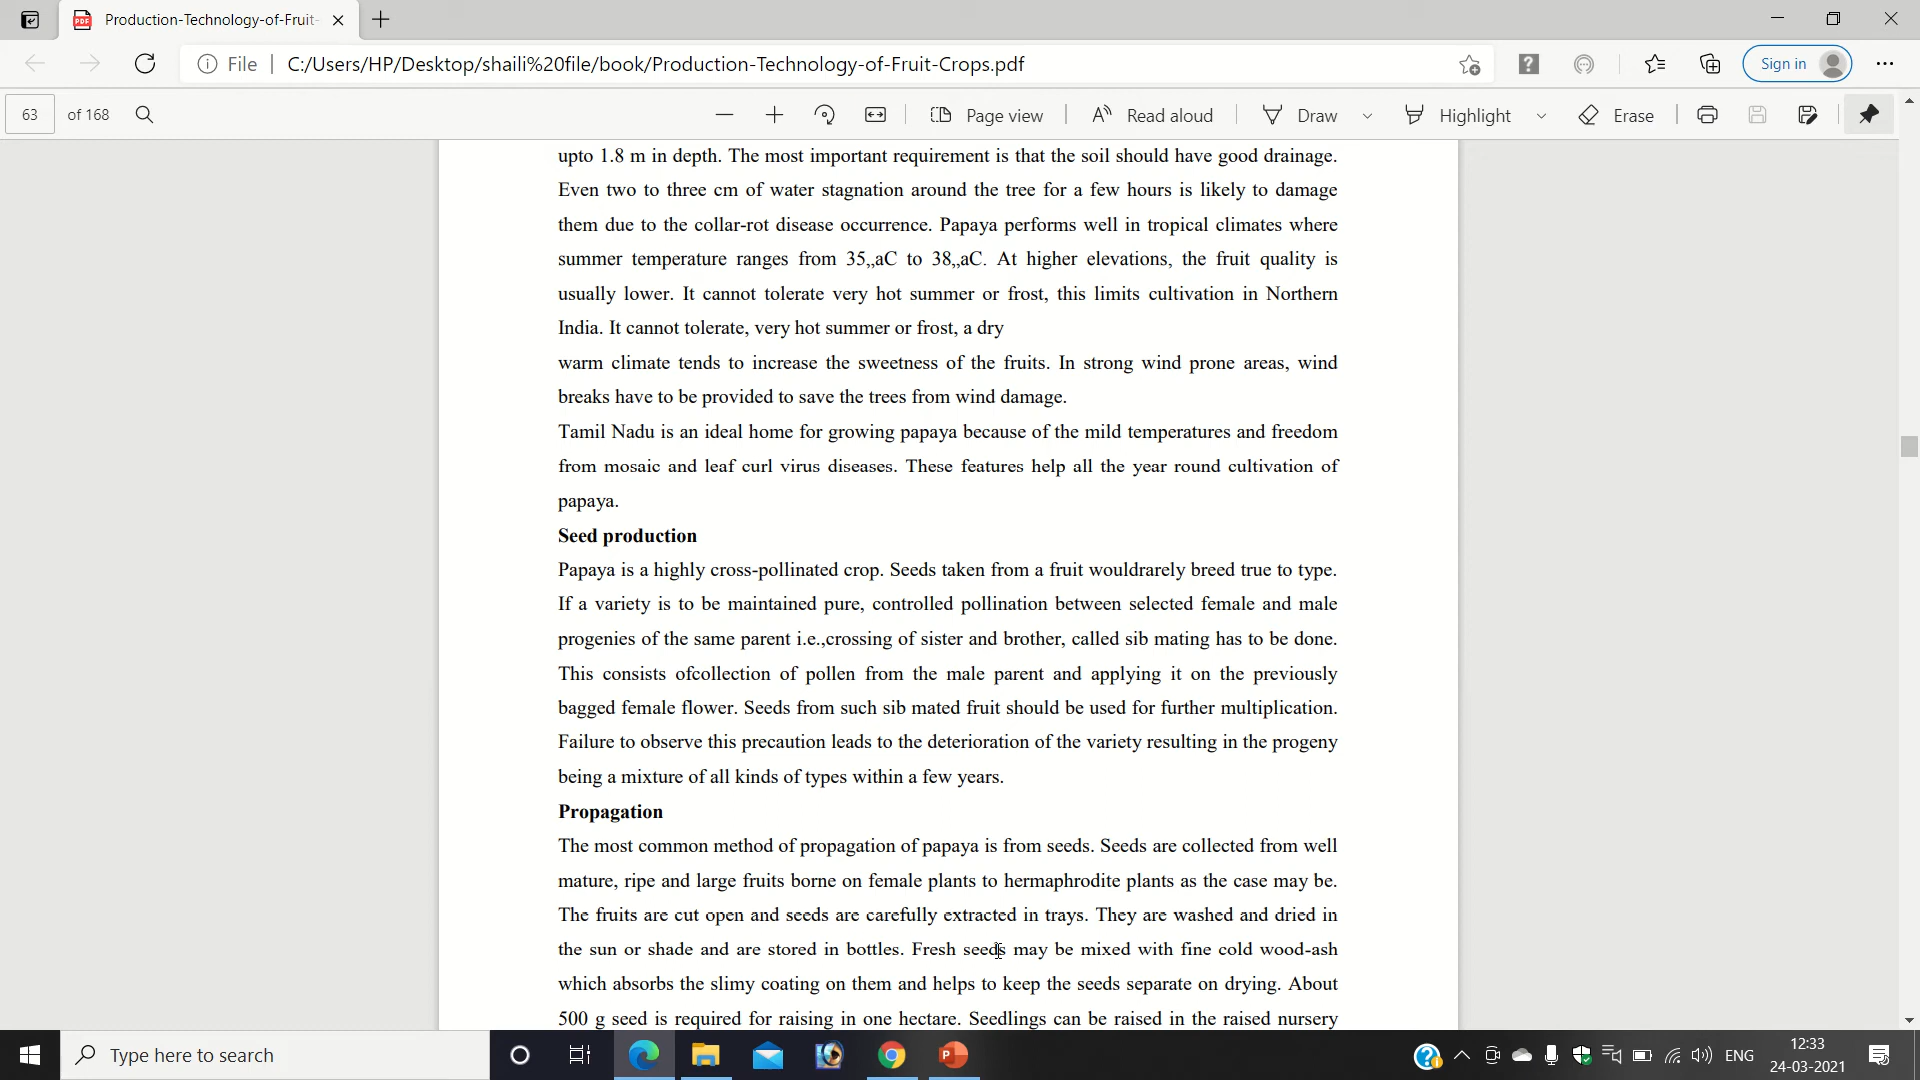 Production-Technology-of-Fruit-
File
C:/Users/HP/Desktop/shaili%20file/book/Production-Technology-of-Fruit-Crops.pdf
Sign in
63 of 168
Page view
Read aloud
Draw
Highlight
Erase
upto 1.8 m in depth. The most important requirement is that the soil should have good drainage.
Even two to three cm of water stagnation around the tree for a few hours is likely to damage
them due to the collar-rot disease occurrence. Papaya performs well in tropical climates where
summer temperature ranges from 35„aC to 38„aC. At higher elevations, the fruit quality is
usually lower. It cannot tolerate very hot summer or frost, this limits cultivation in Northern
India. It cannot tolerate, very hot summer or frost, a dry
warm climate tends to increase the sweetness of the fruits. In strong wind prone areas, wind
breaks have to be provided to save the trees from wind damage.
Tamil Nadu is an ideal home for growing papaya because of the mild temperatures and freedom
from mosaic and leaf curl virus diseases. These features help all the year round cultivation of
papaya.
Seed production
Papaya is a highly cross-pollinated crop. Seeds taken from a fruit wouldrarely breed true to type.
If a variety is to be maintained pure, controlled pollination between selected female and male
progenies of the same parent i.e.,crossing of sister and brother, called sib mating has to be done.
This consists ofcollection of pollen from the male parent and applying it on the previously
bagged female flower. Seeds from such sib mated fruit should be used for further multiplication.
Failure to observe this precaution leads to the deterioration of the variety resulting in the progeny
being a mixture of all kinds of types within a few years.
Propagation
The most common method of propagation of papaya is from seeds. Seeds are collected from well
mature, ripe and large fruits borne on female plants to hermaphrodite plants as the case may be.
The fruits are cut open and seeds are carefully extracted in trays. They are washed and dried in
the sun or shade and are stored in bottles. Fresh seeds may be mixed with fine cold wood-ash
which absorbs the slimy coating on them and helps to keep the seeds separate on drying. About
500 g seed is required for raising in one hectare. Seedlings can be raised in the raised nursery
Type here to search
ENG
12:33
24-03-2021